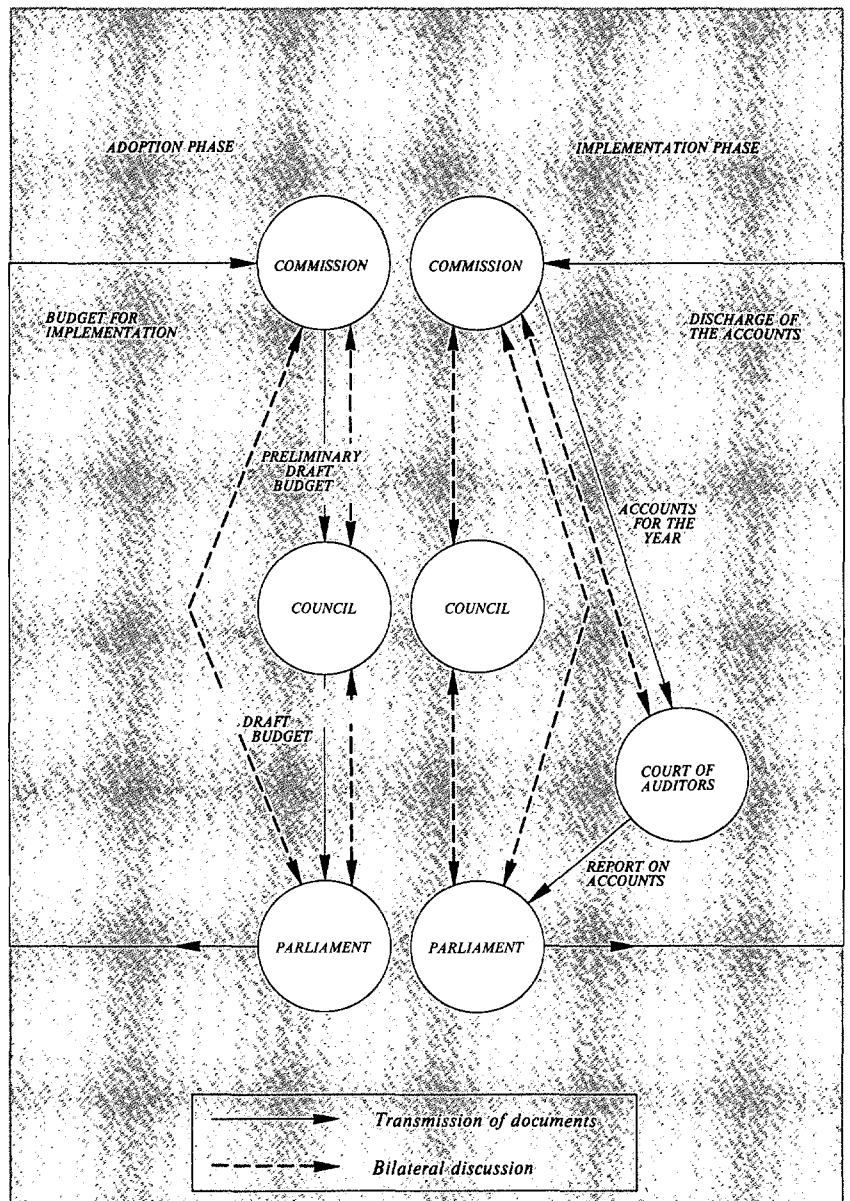 ADOPTION PHASE
IMPLEMENTATION PHASE
COMMISSION
COMMISSION
BUDGET FOR
IMPLEMENTATION
DISCHARGE OF
THE ACCOUNTS
PRELIMINARY
DRAFT
BUDGET
ACCOUNTS
FOR THE
YEAR
COUNCIL
COUNCIL
DRAFT
BUDGET
COURT OF
AUDITORS
REPORT ON
ACCOUNTS
PARLIAMENT
PARLIAMENT
Transmission of documents
Bilateral discussion